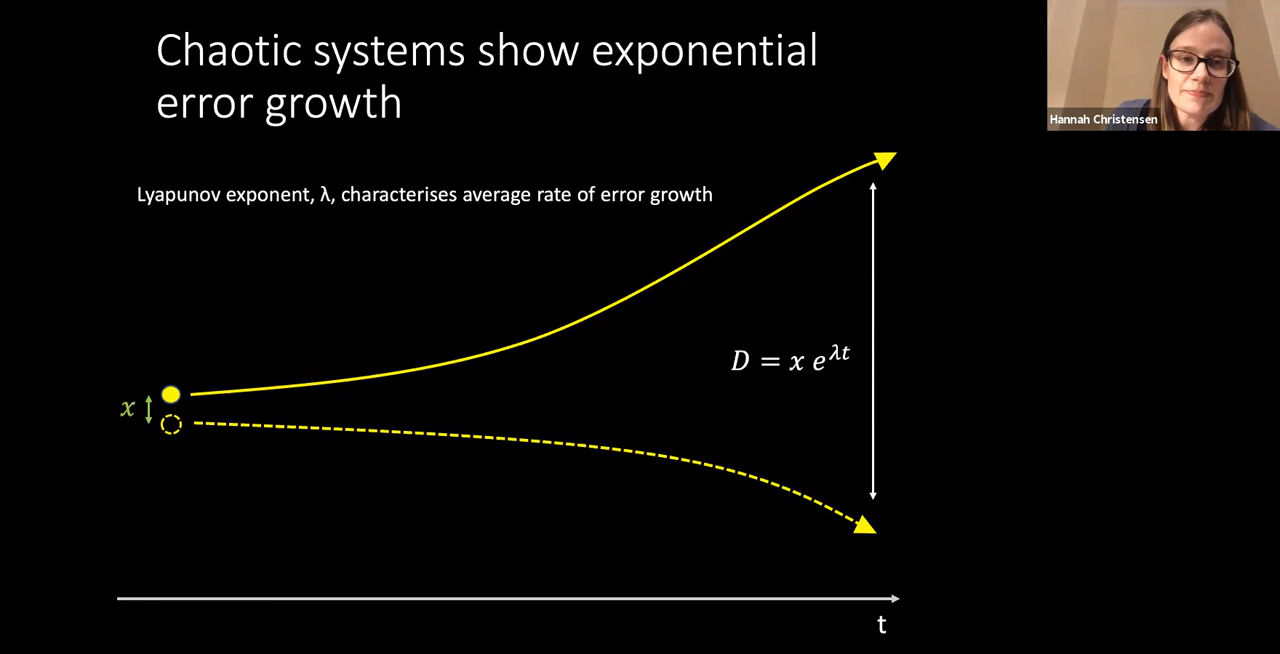 Chaotic systems show exponential
error growth
Hannah Christensen
Lyapunov exponent, λ, characterises average rate of error growth
D = x e^{λt}
x
t